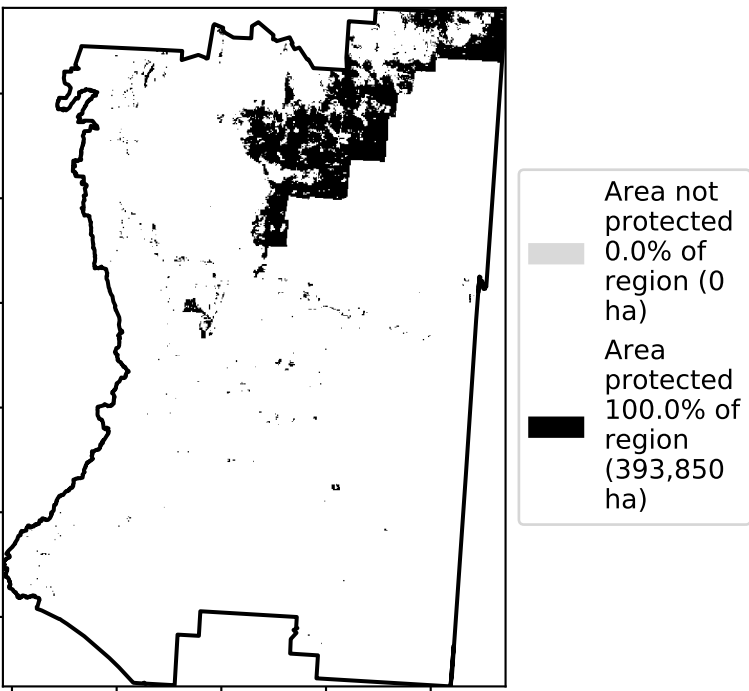 Area not
protected
0.0% of
region (0
ha)
Area
protected
100.0% of
region
(393,850
ha)